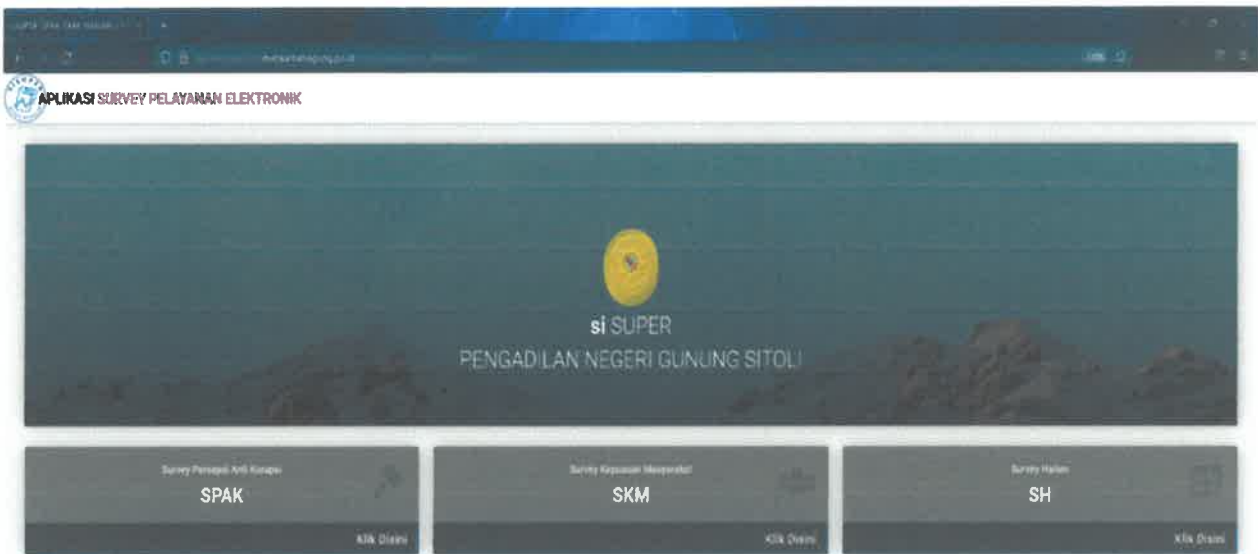 APLIKASI SURVEY PELAYANAN ELEKTRONIK
si SUPER
PENGADILAN NEGERI GUNUNG SITOLI
Survey Persepsi Anti Korupsi
SPAK
Klik Disini
Survey Kepuasan Masyarakat
SKM
Klik Disini
Survey Harian
SH
Klik Disini